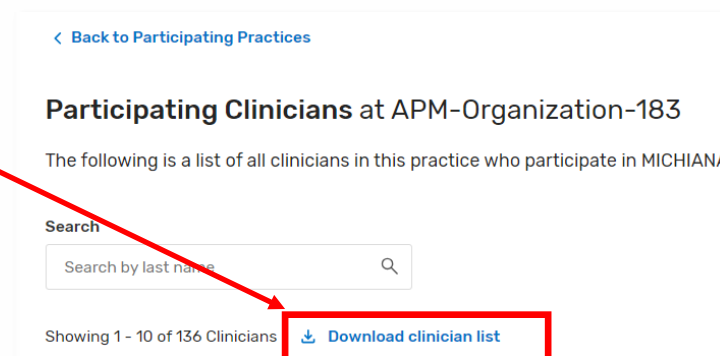 Back to Participating Practices
Participating Clinicians at APM-Organization-183
The following is a list of all clinicians in this practice who participate in MICHIANA
Search
Search by last name
Showing 1 - 10 of 136 Clinicians Download clinician list